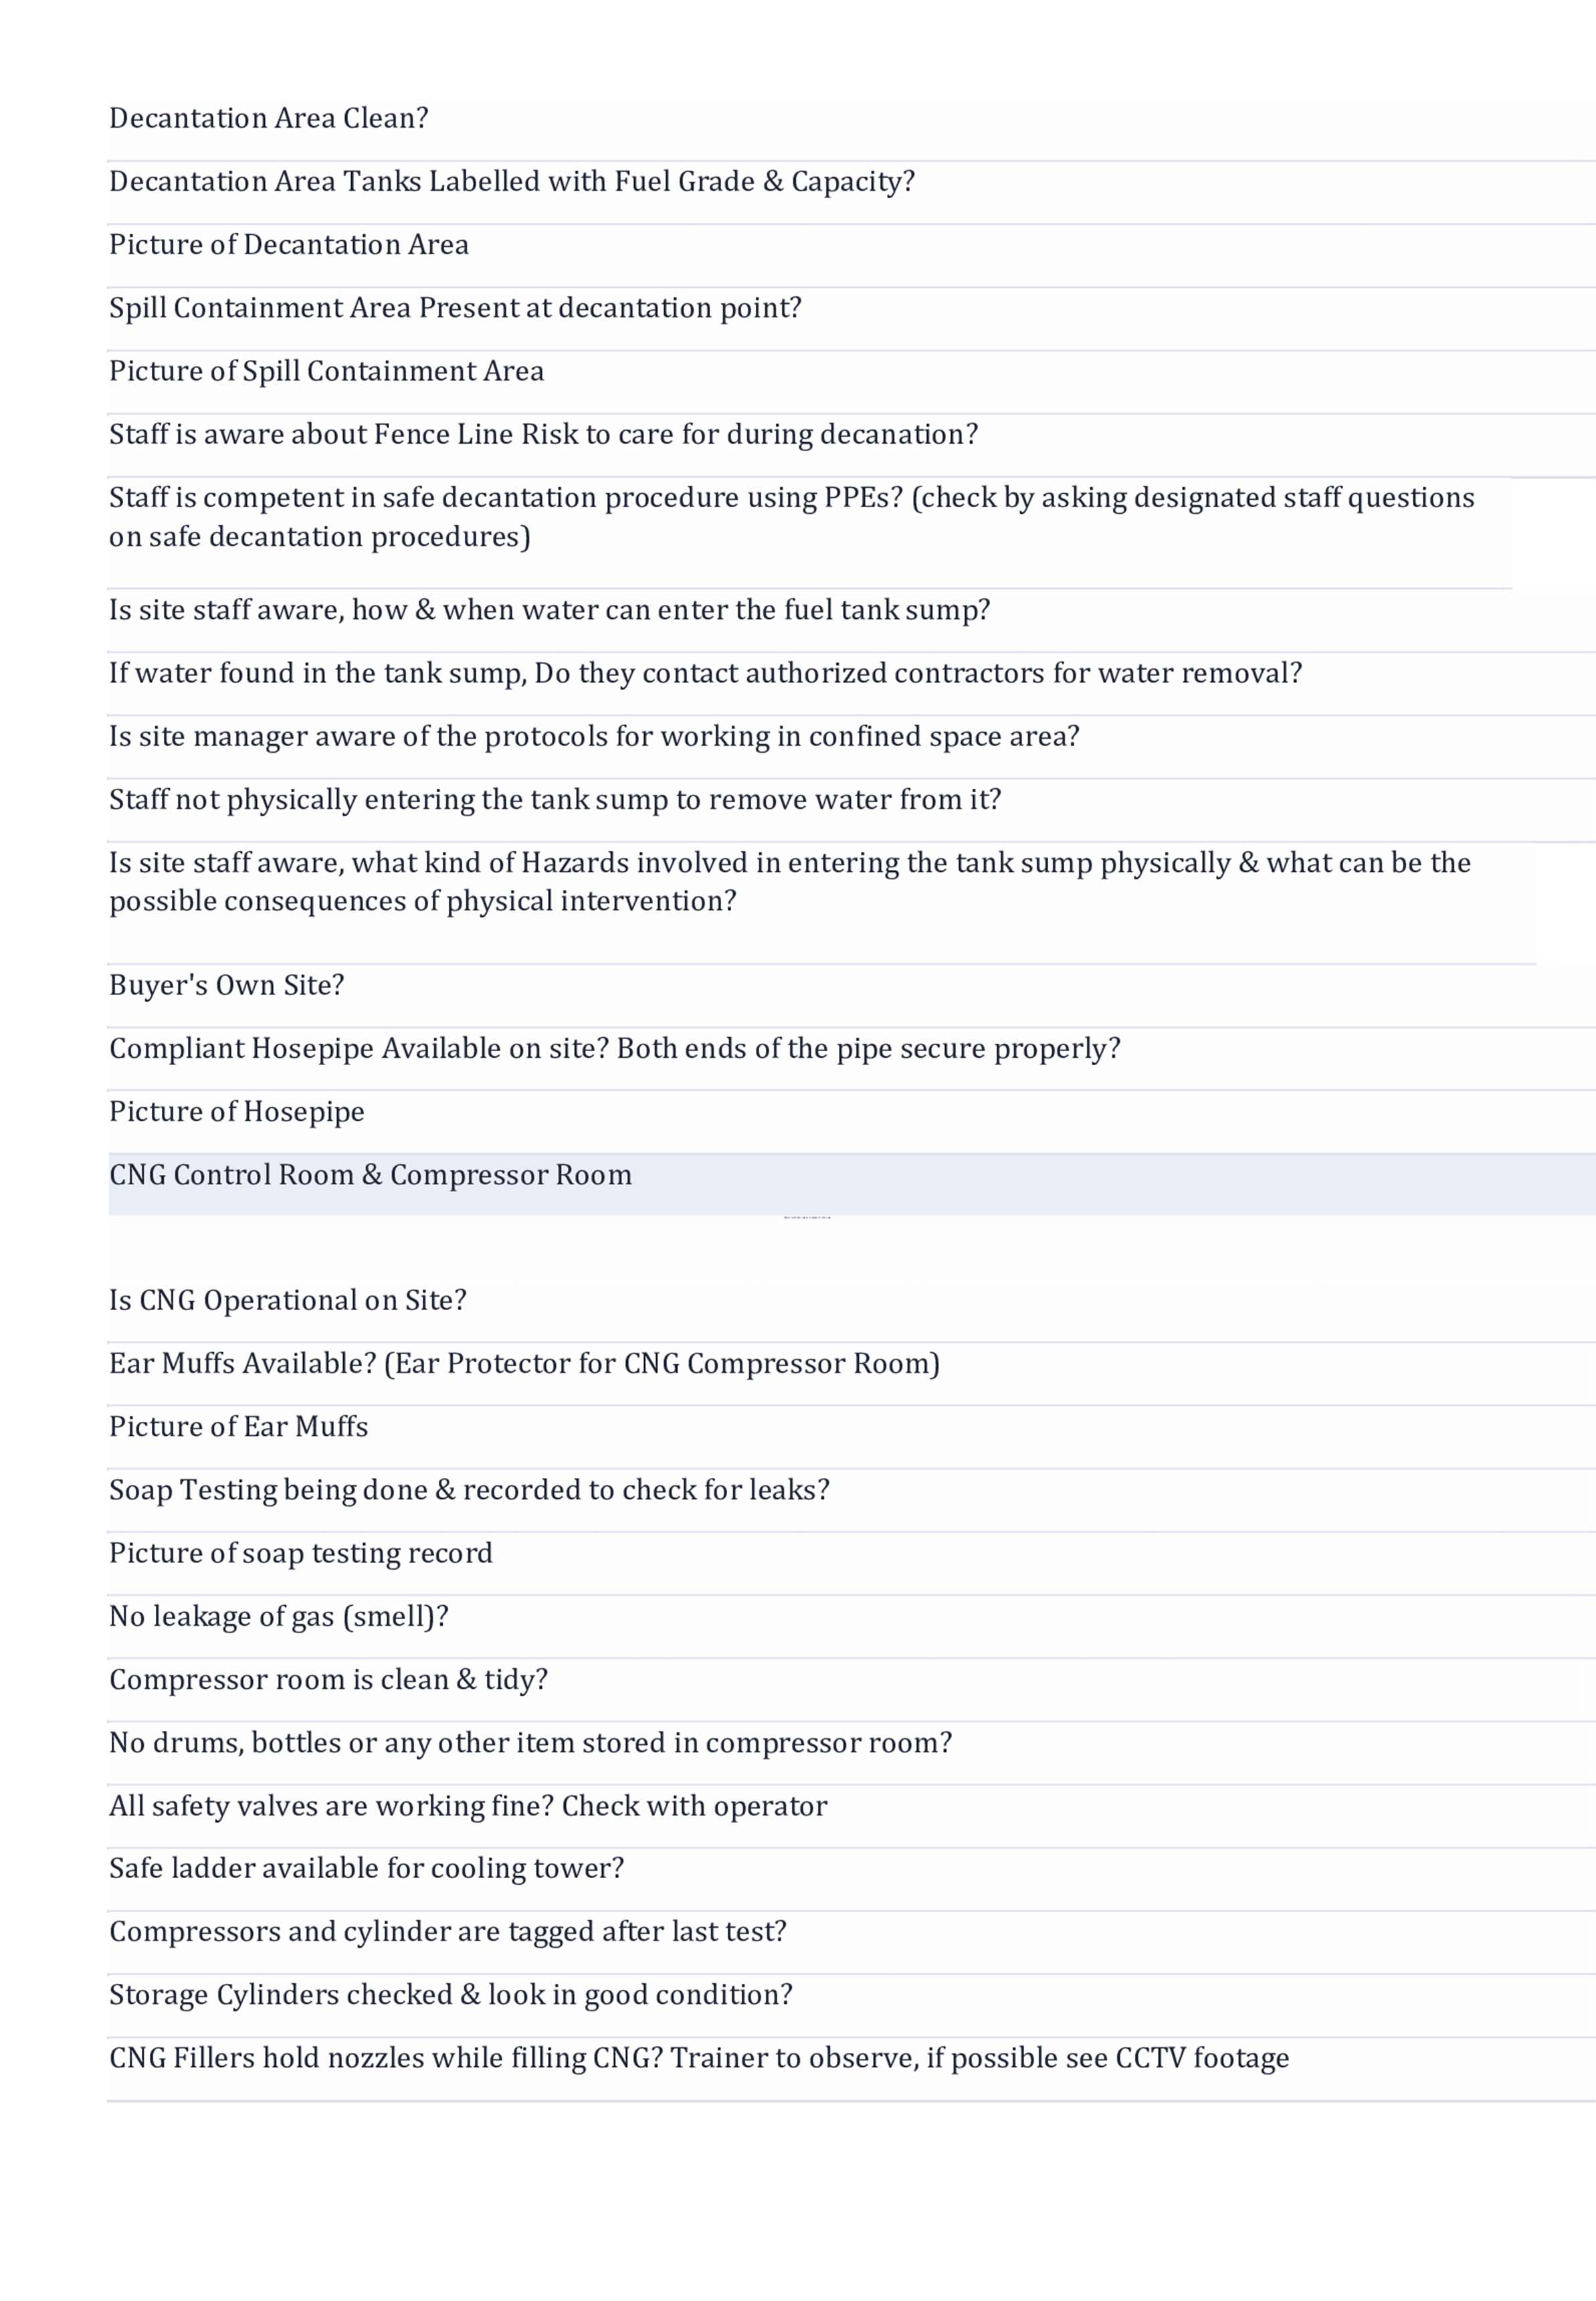 Decantation Area Clean?
Decantation Area Tanks Labelled with Fuel Grade & Capacity?
Picture of Decantation Area
Spill Containment Area Present at decantation point?
Picture of Spill Containment Area
Staff is aware about Fence Line Risk to care for during decanation?
Staff is competent in safe decantation procedure using PPEs? (check by asking designated staff questions
on safe decantation procedures)
Is site staff aware, how & when water can enter the fuel tank sump?
If water found in the tank sump, Do they contact authorized contractors for water removal?
Is site manager aware of the protocols for working in confined space area?
Staff not physically entering the tank sump to remove water from it?
Is site staff aware, what kind of Hazards involved in entering the tank sump physically & what can be the
possible consequences of physical intervention?
Buyer's Own Site?
Compliant Hosepipe Available on site? Both ends of the pipe secure properly?
Picture of Hosepipe
CNG Control Room & Compressor Room
Is CNG Operational on Site?
Ear Muffs Available? (Ear Protector for CNG Compressor Room)
Picture of Ear Muffs
Soap Testing being done & recorded to check for leaks?
Picture of soap testing record
No leakage of gas (smell)?
Compressor room is clean & tidy?
No drums, bottles or any other item stored in compressor room?
All safety valves are working fine? Check with operator
Safe ladder available for cooling tower?
Compressors and cylinder are tagged after last test?
Storage Cylinders checked & look in good condition?
CNG Fillers hold nozzles while filling CNG? Trainer to observe, if possible see CCTV footage